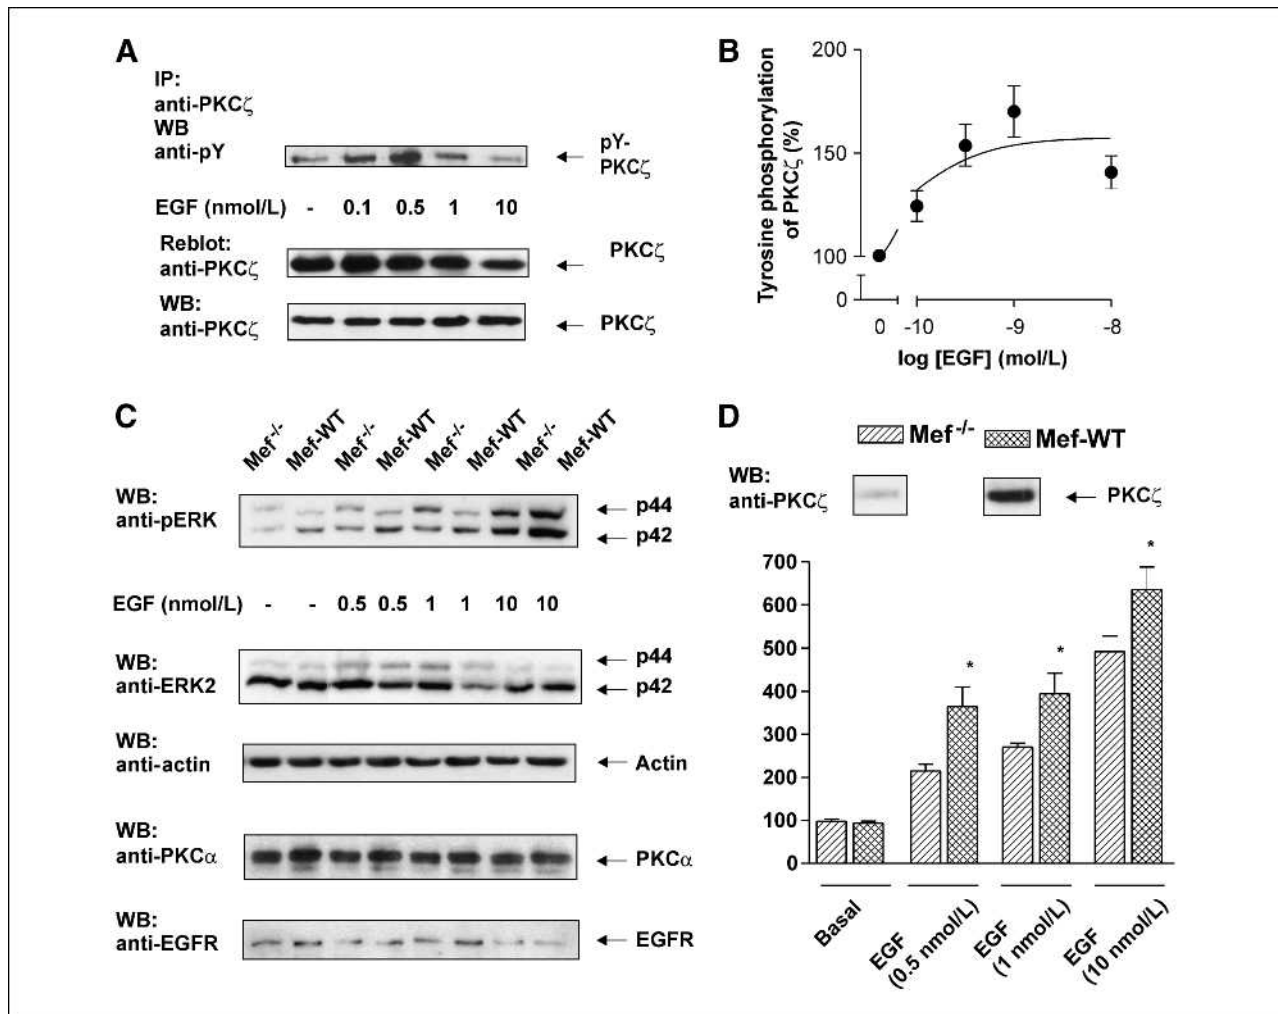 A
IP:
anti-PKCζ
WB
anti-pY
pY-
PKCζ
EGF (nmol/L) - 0.1 0.5 1 10
Reblot:
anti-PKCζ
PKCζ
WB:
anti-PKCζ
PKCζ
B
Tyrosine phosphorylation
of PKCζ (%)
200
150
100
0
0 -10 -9 -8
log [EGF] (mol/L)
C
Mef-/- Mef-WT Mef-/- Mef-WT Mef-/- Mef-WT Mef-/- Mef-WT
WB:
anti-pERK
p44
p42
EGF (nmol/L) - - 0.5 0.5 1 1 10 10
WB:
anti-ERK2
p44
p42
WB:
anti-actin
Actin
WB:
anti-PKCα
PKCα
WB:
anti-EGFR
EGFR
D
Mef-/- Mef-WT
WB:
anti-PKCζ
PKCζ
700
600
500
400
300
200
100
0
* * *
Basal
EGF
(0.5 nmol/L)
EGF
(1 nmol/L)
EGF
(10 nmol/L)